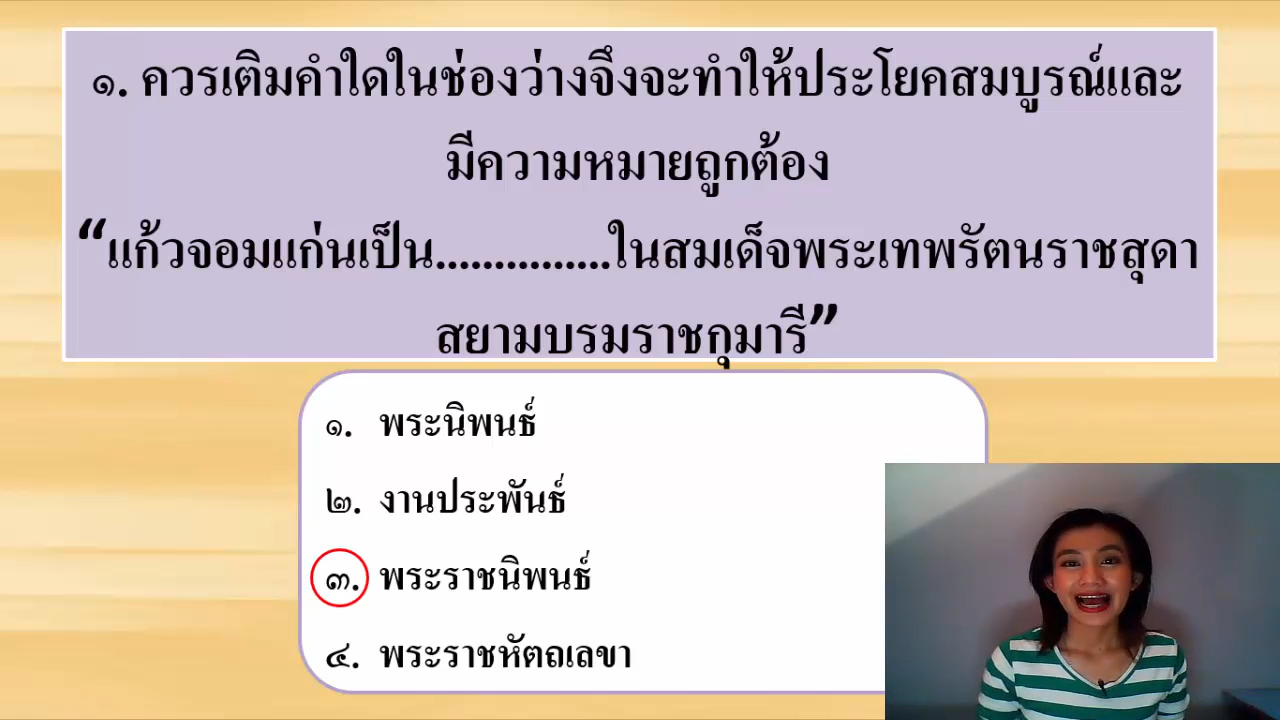 ๑. ควรเติมคำใดในช่องว่างจึงจะทำให้ประโยคสมบูรณ์และ
มีความหมายถูกต้อง
“แก้วจอมแก่นเป็น...............ในสมเด็จพระเทพรัตนราชสุดา
สยามบรมราชกุมารี”
๑. พระนิพนธ์
๒. งานประพันธ์
๓. พระราชนิพนธ์
๔. พระราชหัตถเลขา